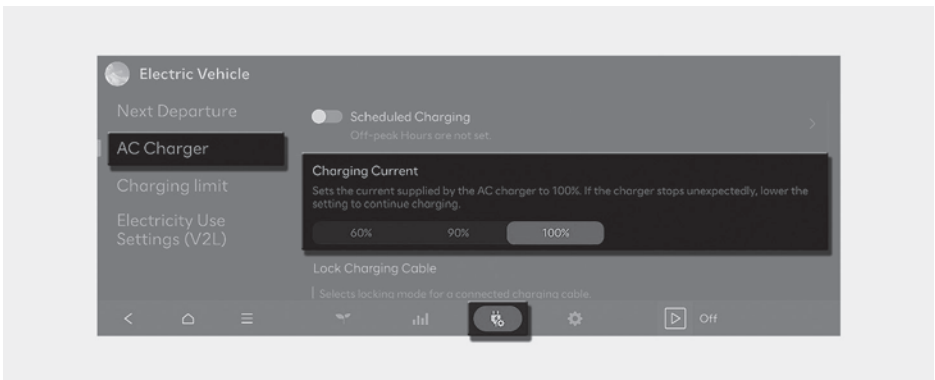 Electric Vehicle
Next Departure
AC Charger
Charging limit
Electricity Use
Settings (V2L)
Scheduled Charging
Off-peak Hours are not set.
Charging Current
Sets the current supplied by the AC charger to 100%. If the charger stops unexpectedly, lower the
setting to continue charging.
60% 90% 100%
Lock Charging Cable
Selects locking mode for a connected charging cable.
Off